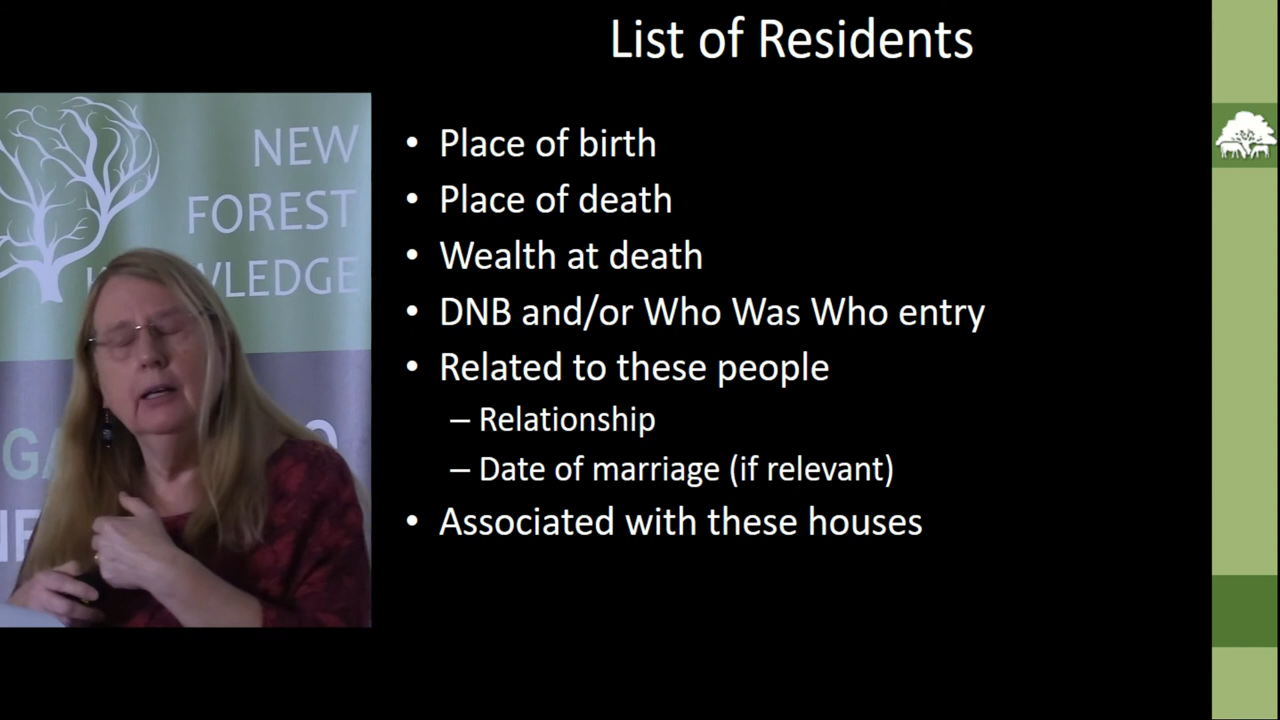 List of Residents
NEW
FOREST
WLEDGE
• Place of birth
• Place of death
• Wealth at death
• DNB and/or Who Was Who entry
• Related to these people
– Relationship
– Date of marriage (if relevant)
• Associated with these houses